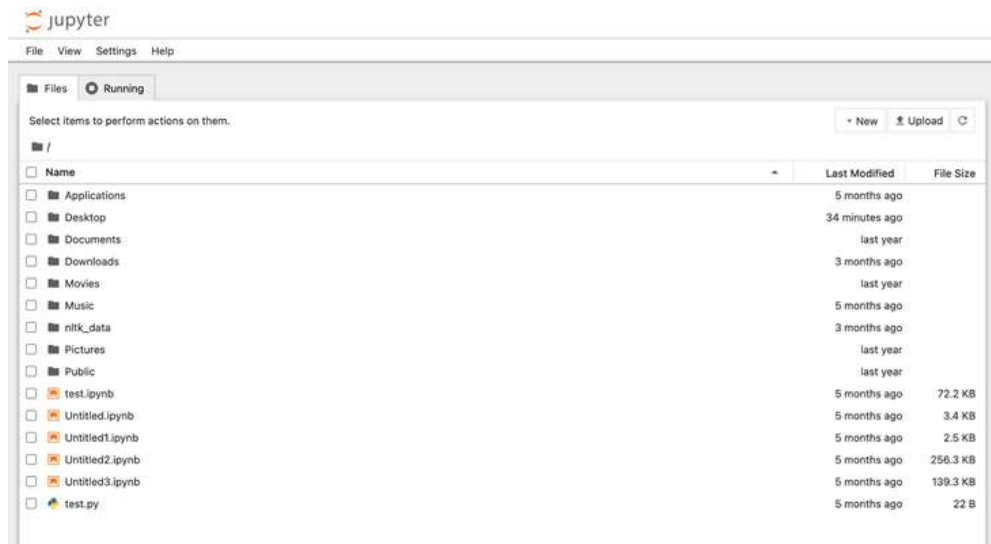 jupyter
File View Settings Help
Files Running
Select items to perform actions on them.
New Upload
/
Name Last Modified File Size
Applications 5 months ago
Desktop 34 minutes ago
Documents last year
Downloads 3 months ago
Movies last year
Music 5 months ago
nltk_data 3 months ago
Pictures last year
Public last year
test.ipynb 5 months ago 72.2 KB
Untitled.ipynb 5 months ago 3.4 KB
Untitled1.ipynb 5 months ago 2.5 KB
Untitled2.ipynb 5 months ago 256.3 KB
Untitled3.ipynb 5 months ago 139.3 KB
test.py 5 months ago 22 B